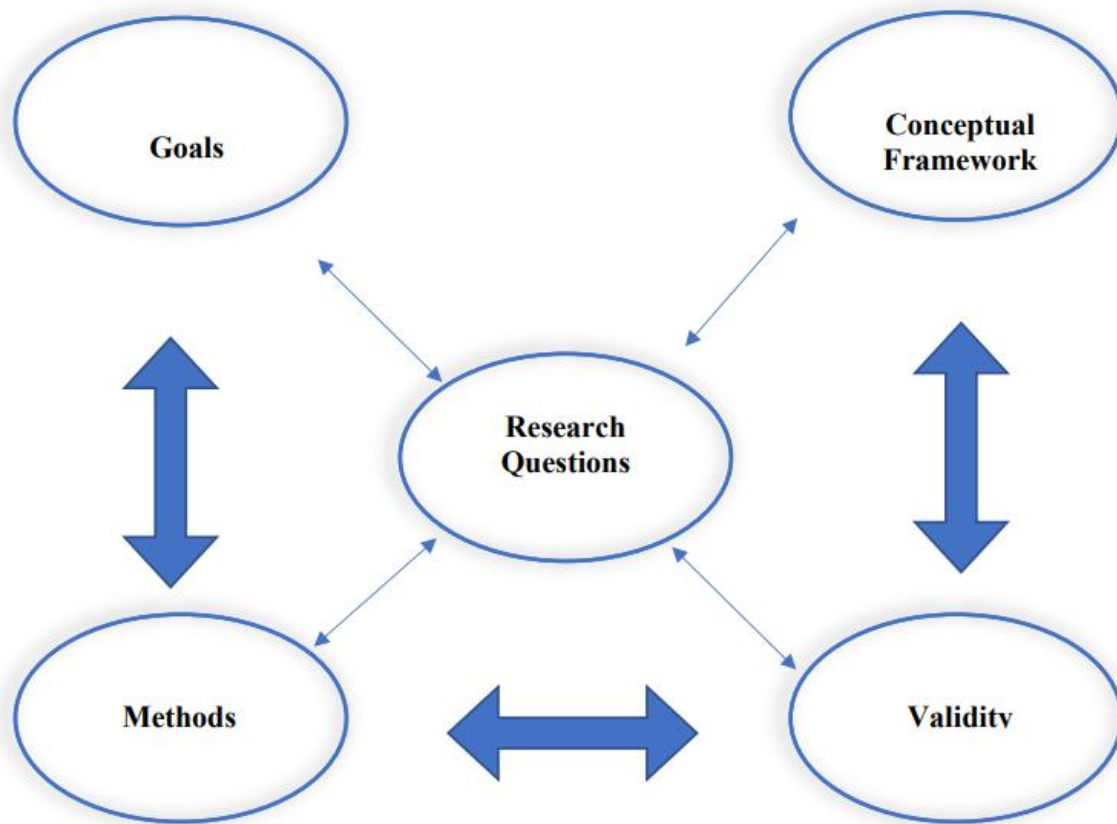 Goals
Conceptual
Framework
Research
Questions
Methods
Validity